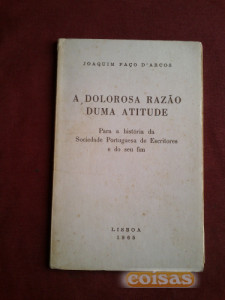 JOAQUIM PAÇO D'ARCOS
A DOLOROSA RAZÃO
DUMA ATITUDE
Para a história da
Sociedade Portuguesa de Escritores
e do seu fim
LISBOA
1965
coisas